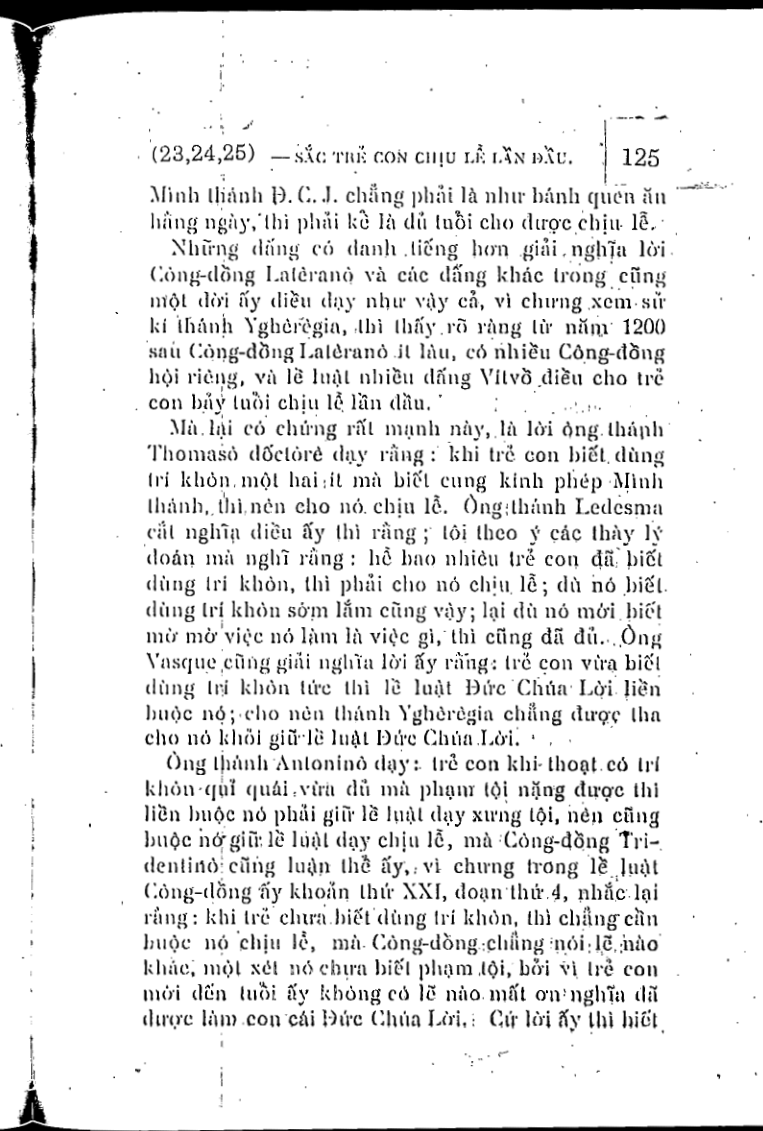 (23,24,25) — SẮC TRẺ CON CHỊU LỄ LẦN ĐẦU. 125
Mình thánh Đ. C. J. chẳng phải là như bánh quen ăn
hằng ngày, thì phải kể là đủ tuổi cho được chịu lễ.
Những đấng có danh tiếng hơn giải nghĩa lời
Công-đồng Latêranô và các đấng khác trong cũng
một đời ấy điều dạy như vậy cả, vì chưng xem sử
kí thánh Yghêrêgia, thì thấy rõ ràng từ năm 1200
sau Công-đồng Latêranô ít lâu, có nhiều Công-đồng
hội riêng, và lề luật nhiều đấng Vítvồ điều cho trẻ
con bảy tuổi chịu lễ lần đầu.
Mà lại có chứng rất mạnh này, là lời ông thánh
Thomasô đốctôrê dạy rằng : khi trẻ con biết dùng
trí khôn một hai ít mà biết cung kính phép Mình
thánh, thì nên cho nó chịu lễ. Ông thánh Ledesma
cắt nghĩa điều ấy thì rằng ; tôi theo ý các thày lý
đoán mà nghĩ rằng : hễ bao nhiêu trẻ con đã biết
dùng trí khôn, thì phải cho nó chịu lễ ; dù nó biết
dùng trí khôn sớm lắm cũng vậy; lại dù nó mới biết
mờ mờ việc nó làm là việc gì, thì cũng đã đủ. Ông
Vasque cũng giải nghĩa lời ấy rằng: trẻ con vừa biết
dùng trí khôn tức thì lề luật Đức Chúa Lời liền
buộc nó; cho nên thánh Yghêrêgia chẳng được tha
cho nó khỏi giữ lề luật Đức Chúa Lời.
Ông thánh Antoninô dạy: trẻ con khi thoạt có trí
khôn quỉ quái vừa đủ mà phạm tội nặng được thì
liền buộc nó phải giữ lề luật dạy xưng tội, nên cũng
buộc nó giữ lề luật dạy chịu lễ, mà Công-đồng Tri-
dentinô cũng luận thể ấy, vì chưng trong lề luật
Công-đồng ấy khoản thứ XXI, đoạn thứ 4, nhắc lại
rằng : khi trẻ chưa biết dùng trí khôn, thì chẳng cần
buộc nó chịu lễ, mà Công-đồng chẳng nói lẽ nào
khác, một xét nó chưa biết phạm tội, bởi vì trẻ con
mới đến tuổi ấy không có lẽ nào mất ơn nghĩa đã
được làm con cái Đức Chúa Lời. Cứ lời ấy thì biết